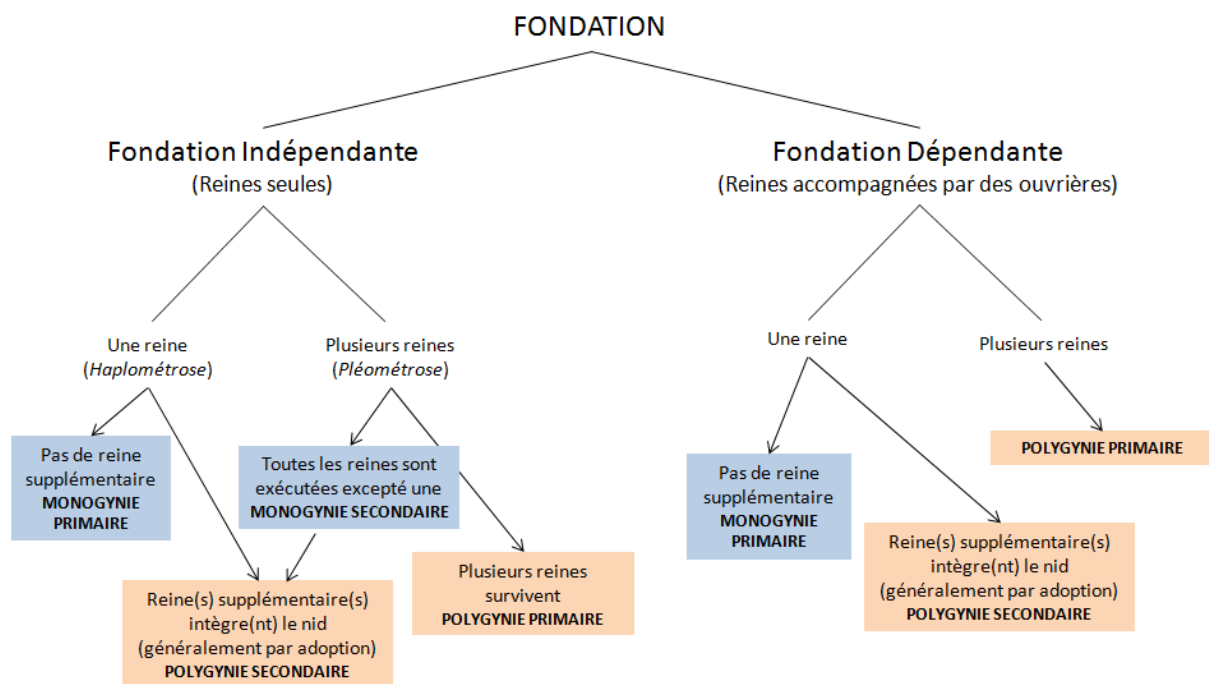 FONDATION
Fondation Indépendante
(Reines seules)
Fondation Dépendante
(Reines accompagnées par des ouvrières)
Une reine
(Haplométrose)
Plusieurs reines
(Pléométrose)
Une reine
Plusieurs reines
Pas de reine
supplémentaire
MONOGYNIE
PRIMAIRE
Toutes les reines sont
exécutées excepté une
MONOGYNIE SECONDAIRE
Reine(s) supplémentaire(s)
intègre(nt) le nid
(généralement par adoption)
POLYGYNIE SECONDAIRE
Plusieurs reines
survivent
POLYGYNIE PRIMAIRE
Pas de reine
supplémentaire
MONOGYNIE
PRIMAIRE
POLYGYNIE PRIMAIRE
Reine(s) supplémentaire(s)
intègre(nt) le nid
(généralement par adoption)
POLYGYNIE SECONDAIRE